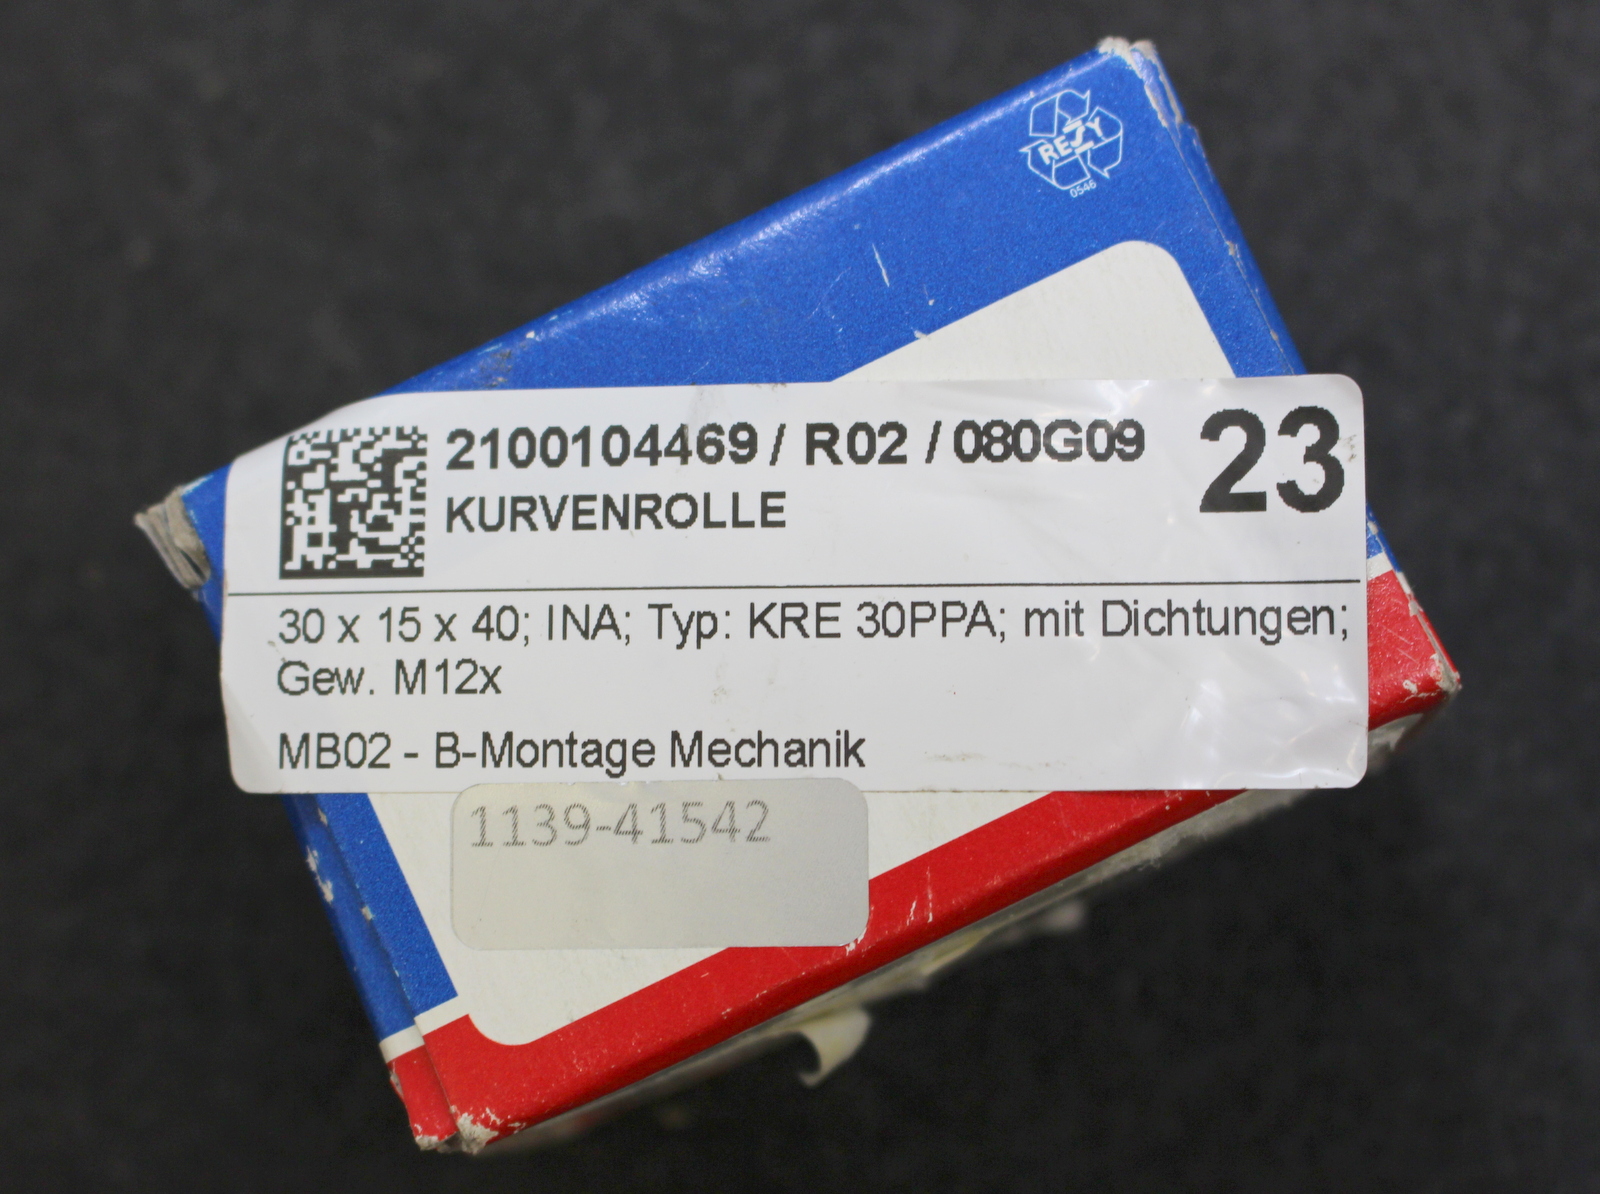 REZY
0546
2100104469 / R02 / 080G09
23
KURVENROLLE
30 x 15 x 40; INA; Typ: KRE 30PPA; mit Dichtungen;
Gew. M12x
MB02 - B-Montage Mechanik
1139-41542